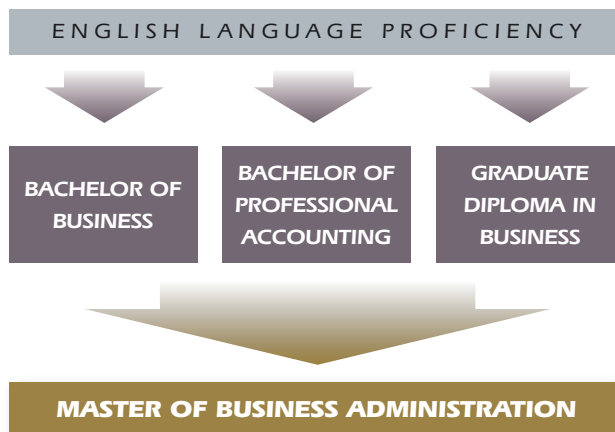 ENGLISH LANGUAGE PROFICIENCY
BACHELOR OF
BUSINESS
BACHELOR OF
PROFESSIONAL
ACCOUNTING
GRADUATE
DIPLOMA IN
BUSINESS
MASTER OF BUSINESS ADMINISTRATION